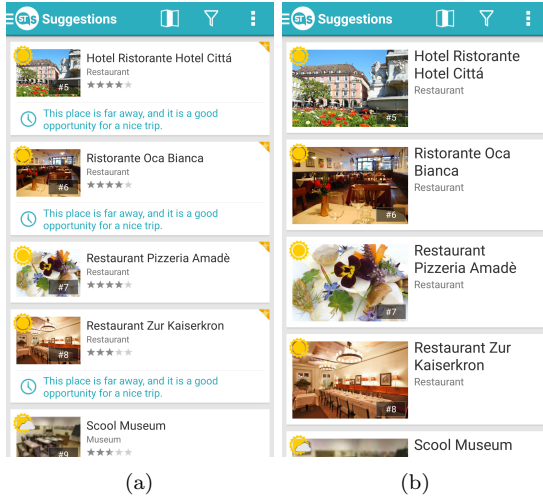 STS Suggestions
Hotel Ristorante Hotel Cittá
Restaurant
#5
This place is far away, and it is a good
opportunity for a nice trip.
Ristorante Oca Bianca
Restaurant
#6
This place is far away, and it is a good
opportunity for a nice trip.
Restaurant Pizzeria Amadè
Restaurant
#7
Restaurant Zur Kaiserkron
Restaurant
#8
This place is far away, and it is a good
opportunity for a nice trip.
Scool Museum
Museum
#9
(a)
STS Suggestions
Hotel Ristorante
Hotel Cittá
Restaurant
#5
Ristorante Oca
Bianca
Restaurant
#6
Restaurant
Pizzeria Amadè
Restaurant
#7
Restaurant Zur
Kaiserkron
Restaurant
#8
Scool Museum
(b)